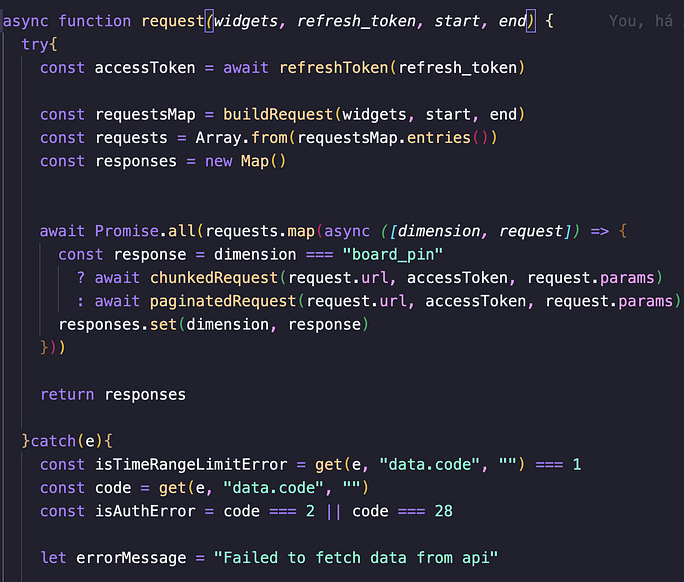 async function request(widgets, refresh_token, start, end) {      You, há
  try{
    const accessToken = await refreshToken(refresh_token)
    const requestsMap = buildRequest(widgets, start, end)
    const requests = Array.from(requestsMap.entries())
    const responses = new Map()
    await Promise.all(requests.map(async ([dimension, request]) => {
      const response = dimension === "board_pin"
        ? await chunkedRequest(request.url, accessToken, request.params)
        : await paginatedRequest(request.url, accessToken, request.params)
      responses.set(dimension, response)
    }))
    return responses
  }catch(e){
    const isTimeRangeLimitError = get(e, "data.code", "") === 1
    const code = get(e, "data.code", "")
    const isAuthError = code === 2 || code === 28
    let errorMessage = "Failed to fetch data from api"